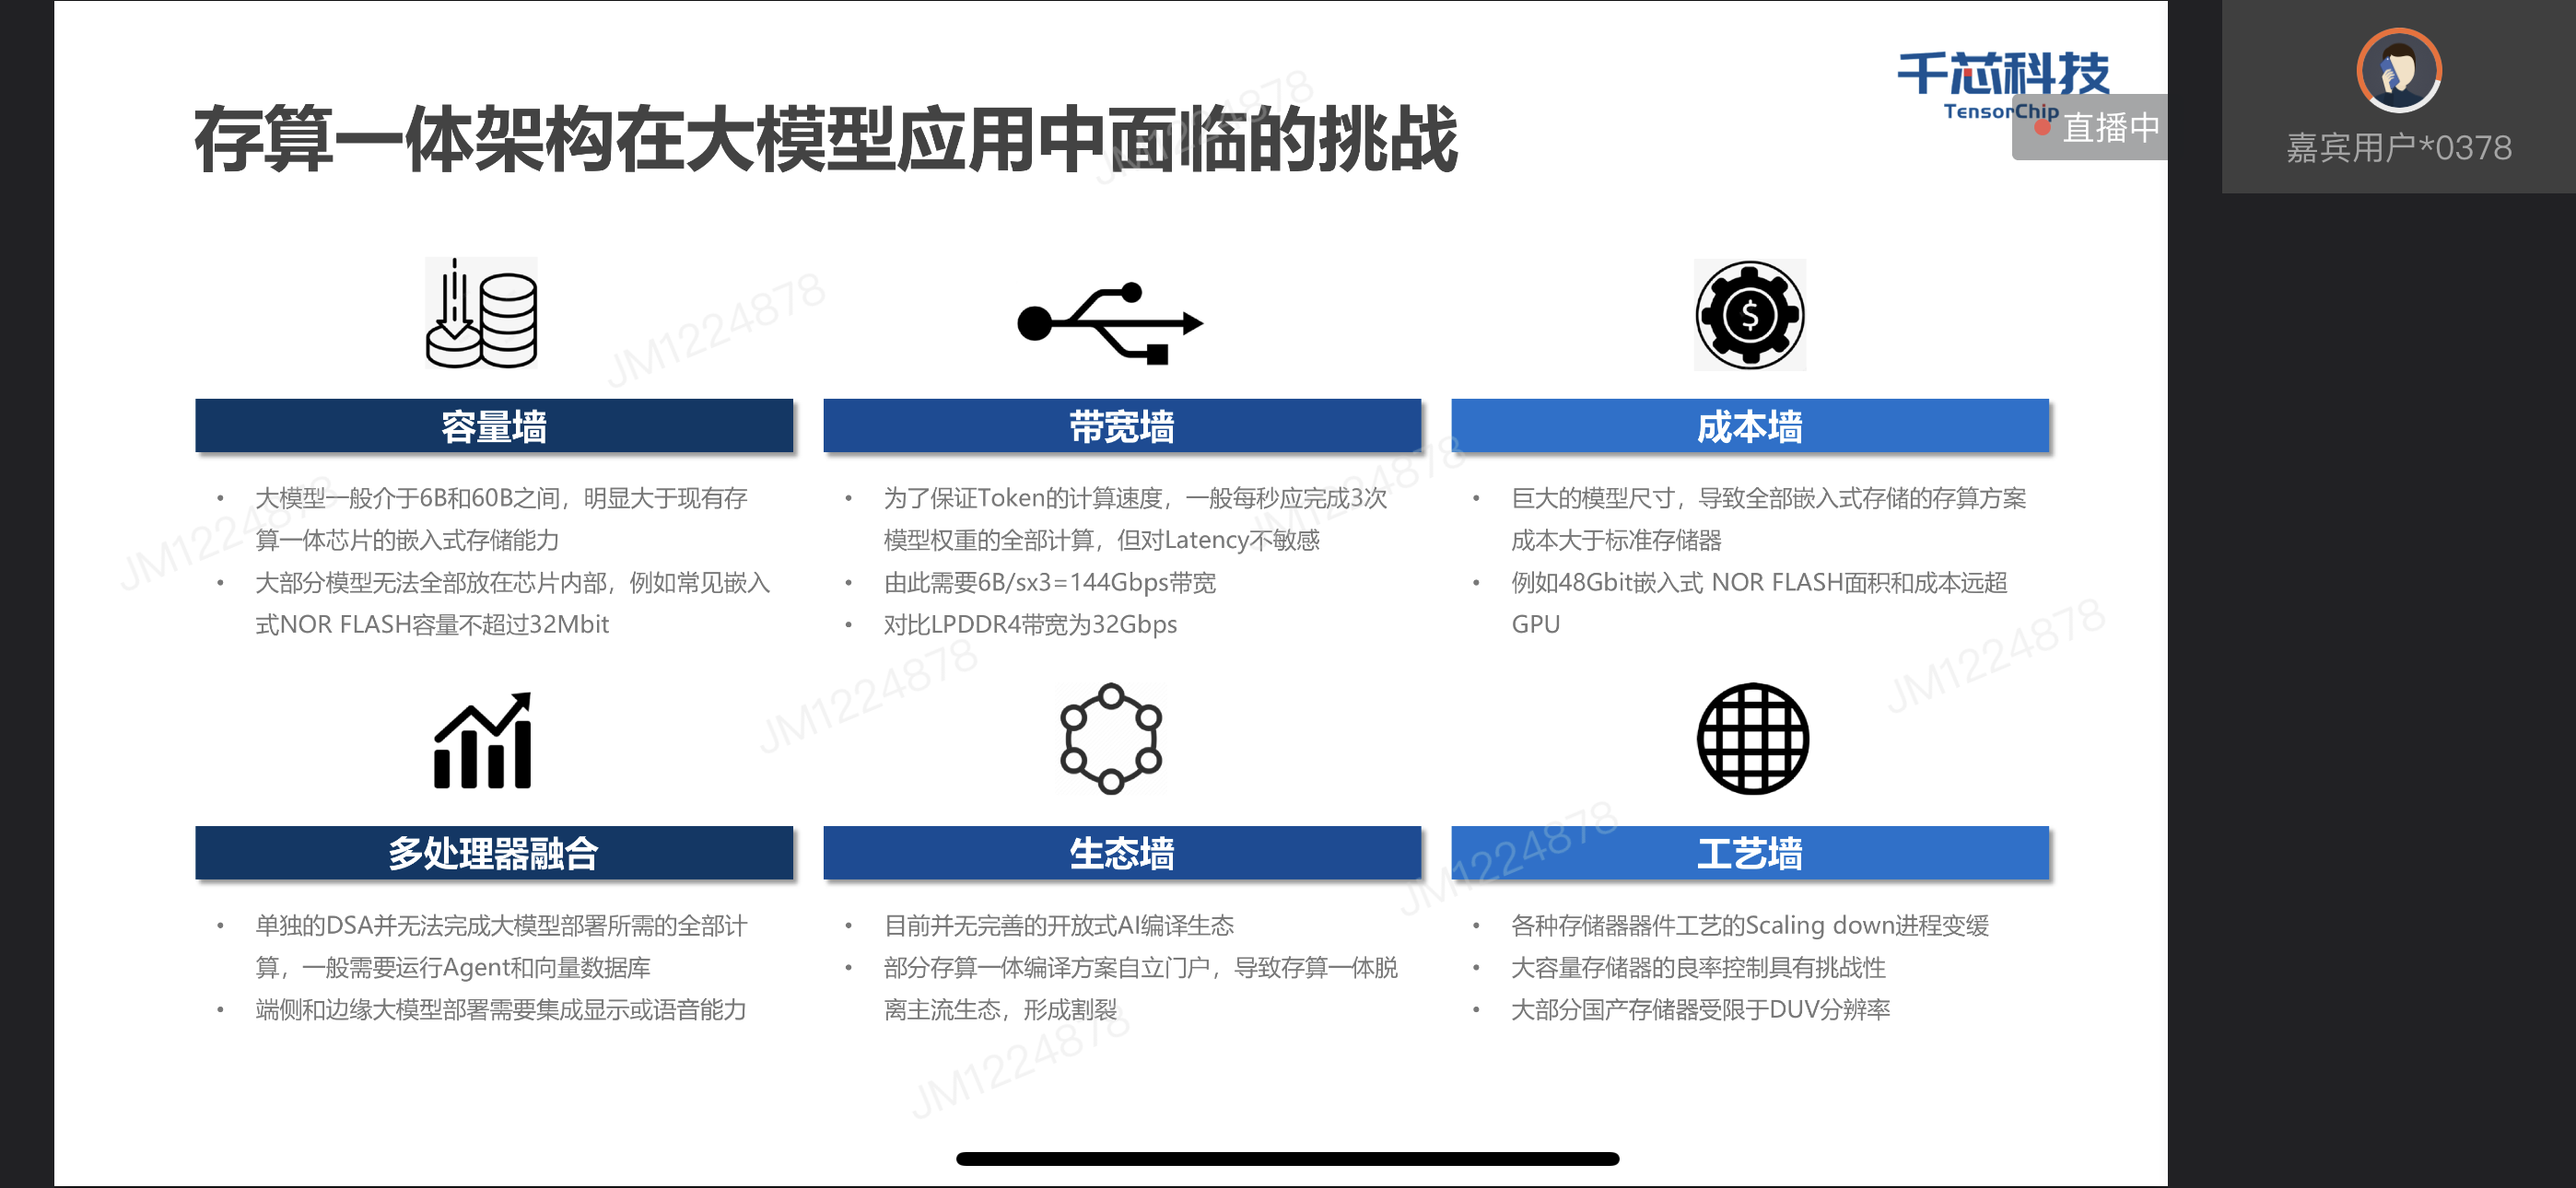 千芯科技
TensorChip
直播中
嘉宾用户*0378
存算一体架构在大模型应用中面临的挑战
容量墙
大模型一般介于6B和60B之间，明显大于现有存
算一体芯片的嵌入式存储能力
大部分模型无法全部放在芯片内部，例如常见嵌入
式NOR FLASH容量不超过32Mbit
带宽墙
为了保证Token的计算速度，一般每秒应完成3次
模型权重的全部计算，但对Latency不敏感
由此需要6B/sx3=144Gbps带宽
对比LPDDR4带宽为32Gbps
成本墙
巨大的模型尺寸，导致全部嵌入式存储的存算方案
成本大于标准存储器
例如48Gbit嵌入式 NOR FLASH面积和成本远超
GPU
多处理器融合
单独的DSA并无法完成大模型部署所需的全部计
算，一般需要运行Agent和向量数据库
端侧和边缘大模型部署需要集成显示或语音能力
生态墙
目前并无完善的开放式AI编译生态
部分存算一体编译方案自立门户，导致存算一体脱
离主流生态，形成割裂
工艺墙
各种存储器器件工艺的Scaling down进程变缓
大容量存储器的良率控制具有挑战性
大部分国产存储器受限于DUV分辨率
JM1224878
JM1224878
JM1224878
JM1224878
JM1224878
JM1224878
JM1224878
JM1224878